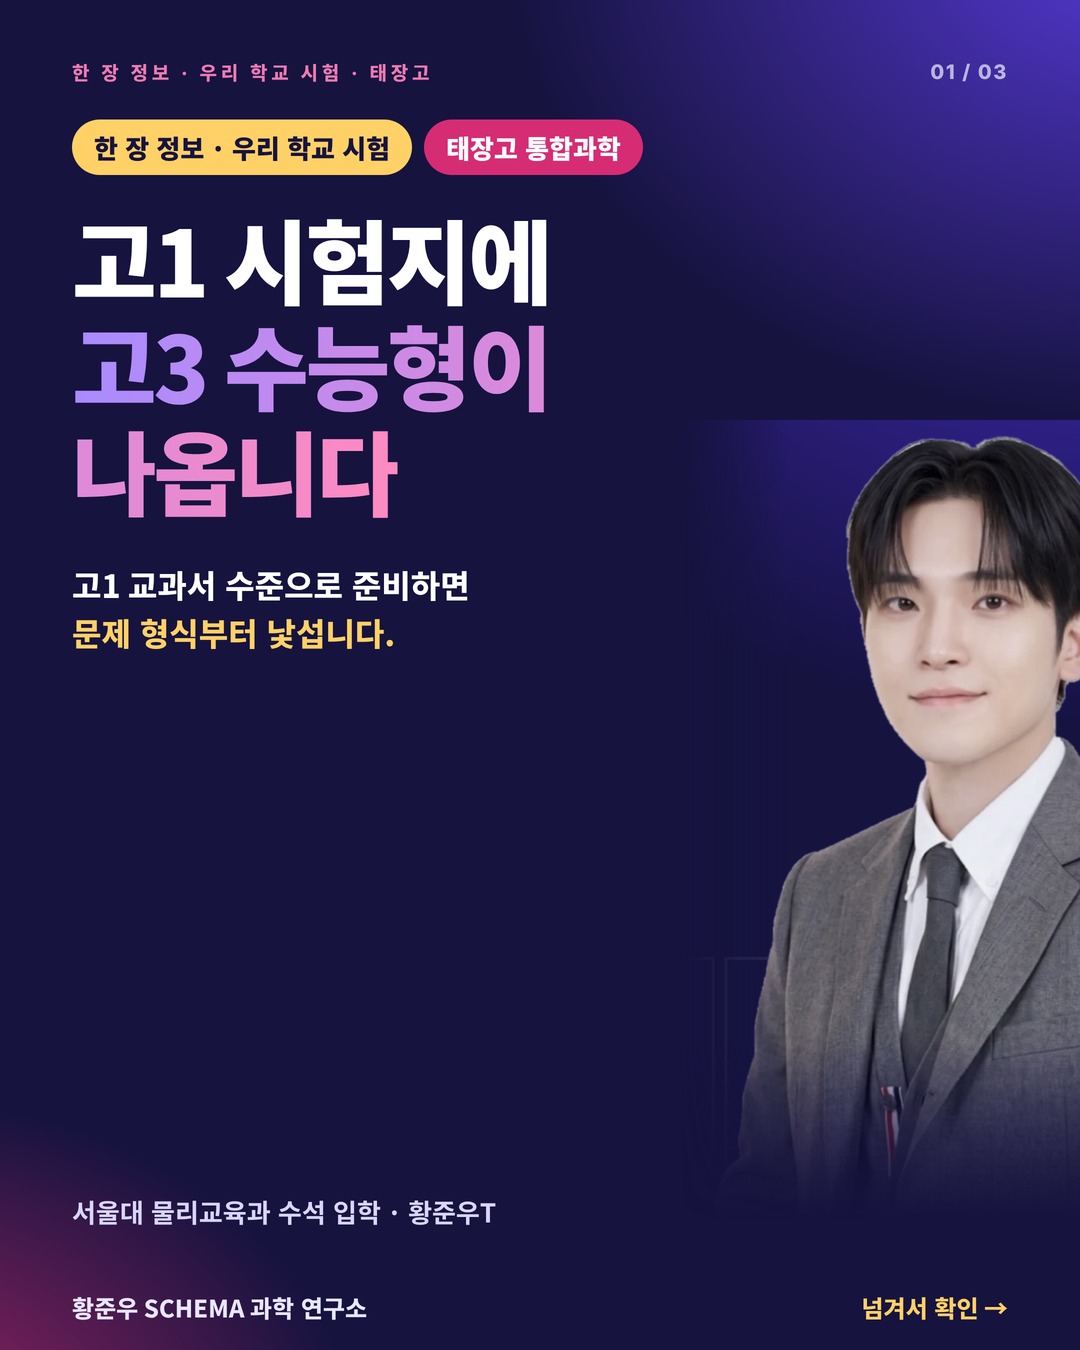 한 장 정보 · 우리 학교 시험 · 태장고
01 / 03
한 장 정보 · 우리 학교 시험
태장고 통합과학
고1 시험지에
고3 수능형이
나옵니다
고1 교과서 수준으로 준비하면
문제 형식부터 낯섭니다.
서울대 물리교육과 수석 입학 · 황준우T
황준우 SCHEMA 과학 연구소
넘겨서 확인 →